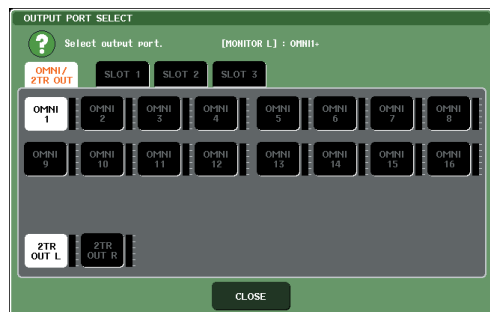 OUTPUT PORT SELECT
Select output port. [MONITOR L] : OMNI1+
OMNI/
2TR OUT
SLOT 1 SLOT 2 SLOT 3
OMNI 1 OMNI 2 OMNI 3 OMNI 4 OMNI 5 OMNI 6 OMNI 7 OMNI 8
OMNI 9 OMNI 10 OMNI 11 OMNI 12 OMNI 13 OMNI 14 OMNI 15 OMNI 16
2TR OUT L 2TR OUT R
CLOSE